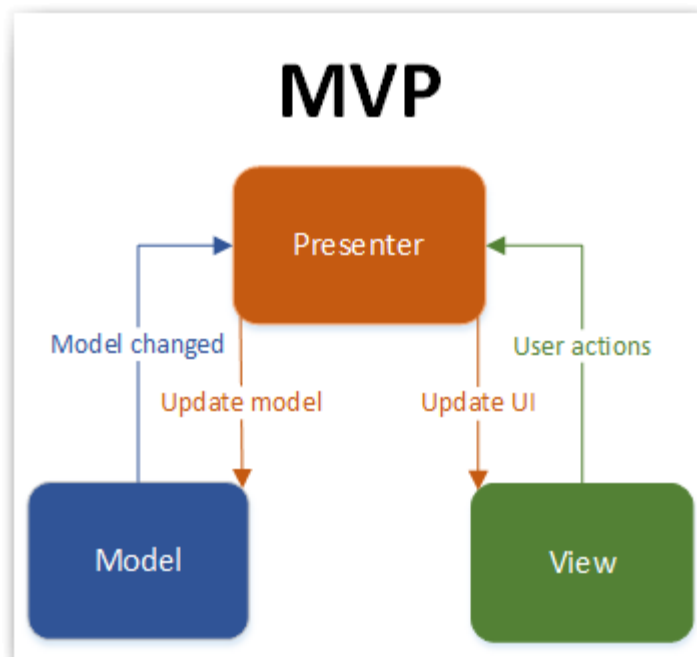 MVP
Presenter
Model changed
User actions
Update model
Update UI
Model
View